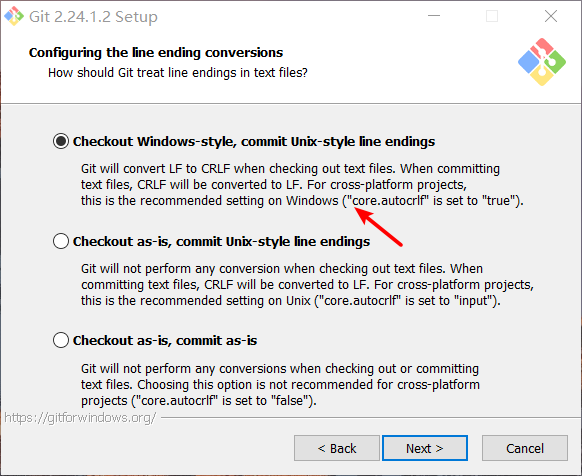 Git 2.24.1.2 Setup
Configuring the line ending conversions
How should Git treat line endings in text files?
Checkout Windows-style, commit Unix-style line endings
Git will convert LF to CRLF when checking out text files. When committing
text files, CRLF will be converted to LF. For cross-platform projects,
this is the recommended setting on Windows ("core.autocrlf" is set to "true").
Checkout as-is, commit Unix-style line endings
Git will not perform any conversion when checking out text files. When
committing text files, CRLF will be converted to LF. For cross-platform projects,
this is the recommended setting on Unix ("core.autocrlf" is set to "input").
Checkout as-is, commit as-is
Git will not perform any conversions when checking out or committing
text files. Choosing this option is not recommended for cross-platform
projects ("core.autocrlf" is set to "false").
https://gitforwindows.org/
< Back
Next >
Cancel